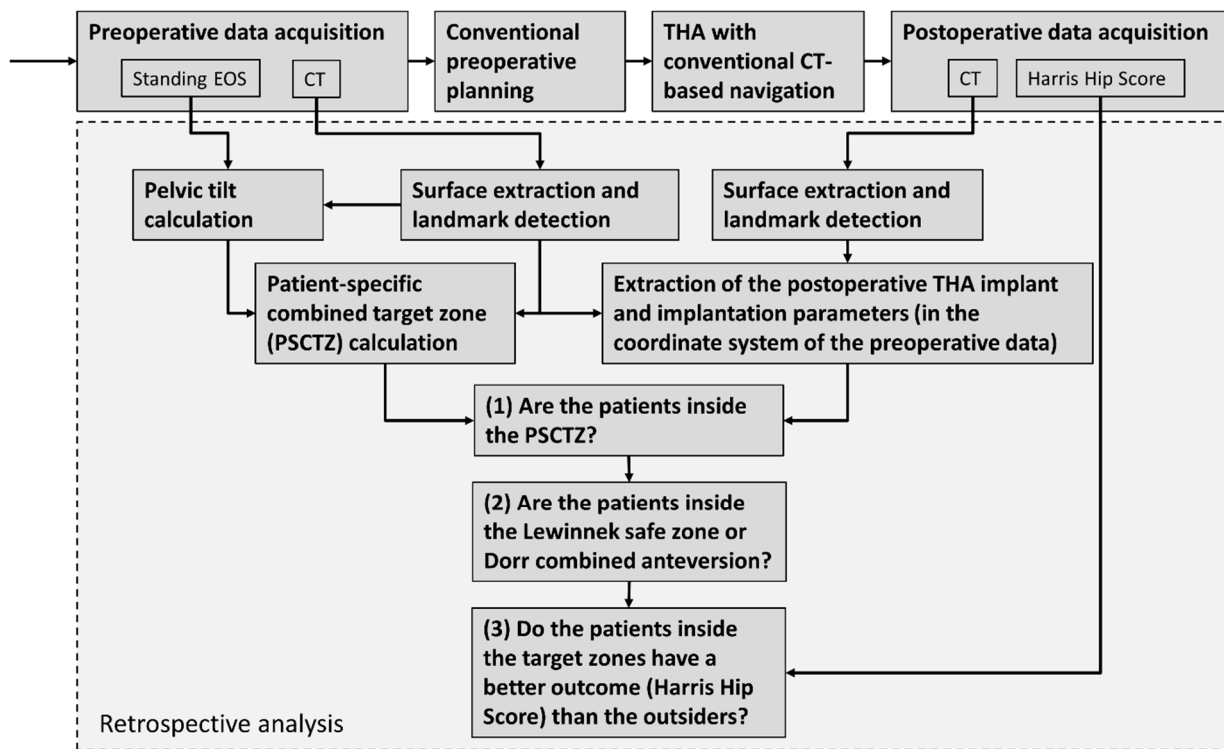 Preoperative data acquisition
Standing EOS
CT
Conventional
preoperative
planning
THA with
conventional CT-
based navigation
Postoperative data acquisition
CT
Harris Hip Score
Pelvic tilt
calculation
Surface extraction and
landmark detection
Surface extraction and
landmark detection
Patient-specific
combined target zone
(PSCTZ) calculation
Extraction of the postoperative THA implant
and implantation parameters (in the
coordinate system of the preoperative data)
(1) Are the patients inside
the PSCTZ?
(2) Are the patients inside
the Lewinnek safe zone or
Dorr combined anteversion?
(3) Do the patients inside
the target zones have a
better outcome (Harris Hip
Score) than the outsiders?
Retrospective analysis